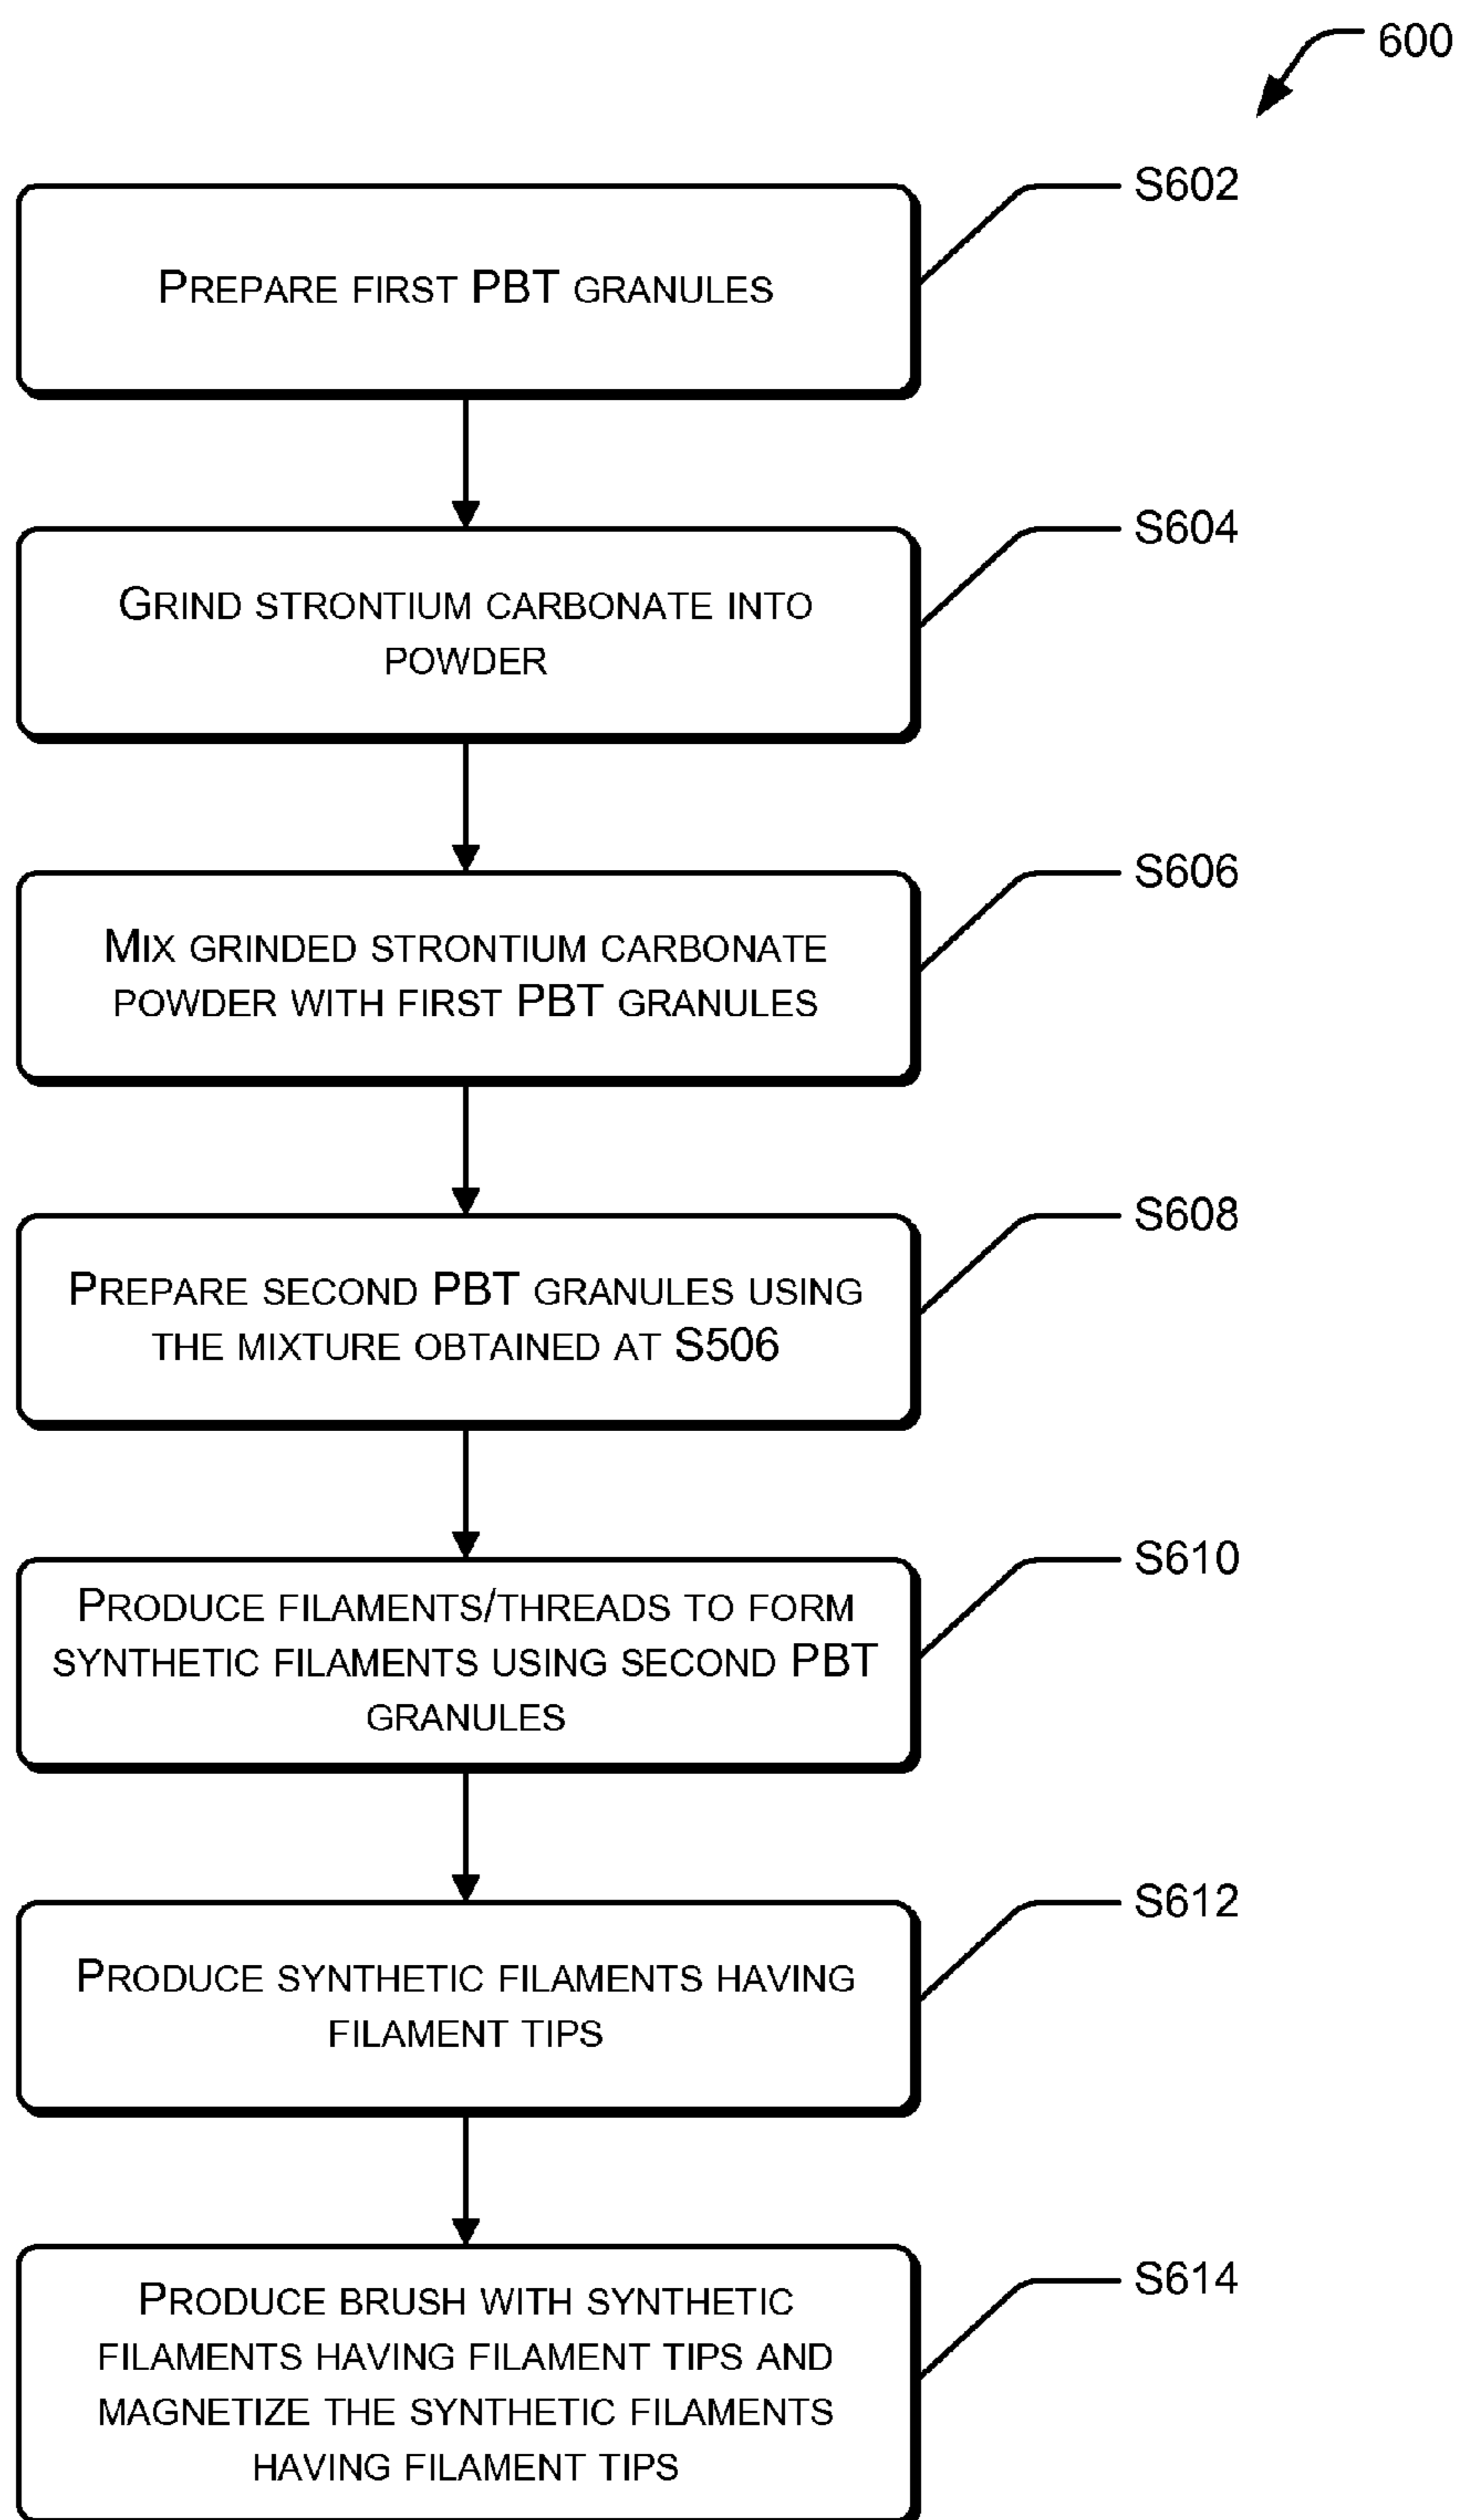 600
S602
PREPARE FIRST PBT GRANULES
S604
GRIND STRONTIUM CARBONATE INTO
POWDER
S606
MIX GRINDED STRONTIUM CARBONATE
POWDER WITH FIRST PBT GRANULES
S608
PREPARE SECOND PBT GRANULES USING
THE MIXTURE OBTAINED AT S506
S610
PRODUCE FILAMENTS/THREADS TO FORM
SYNTHETIC FILAMENTS USING SECOND PBT
GRANULES
S612
PRODUCE SYNTHETIC FILAMENTS HAVING
FILAMENT TIPS
S614
PRODUCE BRUSH WITH SYNTHETIC
FILAMENTS HAVING FILAMENT TIPS AND
MAGNETIZE THE SYNTHETIC FILAMENTS
HAVING FILAMENT TIPS